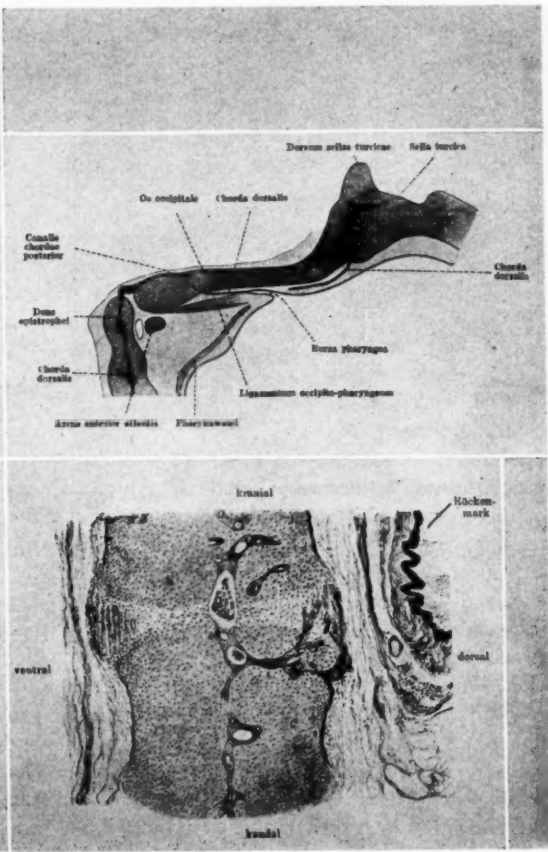 Dorsum sellae turcicae
Sella turcica
Os occipitale
Chorda dorsalis
Canalis
chordae
posterior
Chorda
dorsalis
Dens
epistrophei
Bursa pharyngea
Chorda
dorsalis
Ligamentum occipito-pharyngeum
Arcus anterior atlantis
Pharynxwand
kranial
Rücken-
mark
ventral
dorsal
kaudal